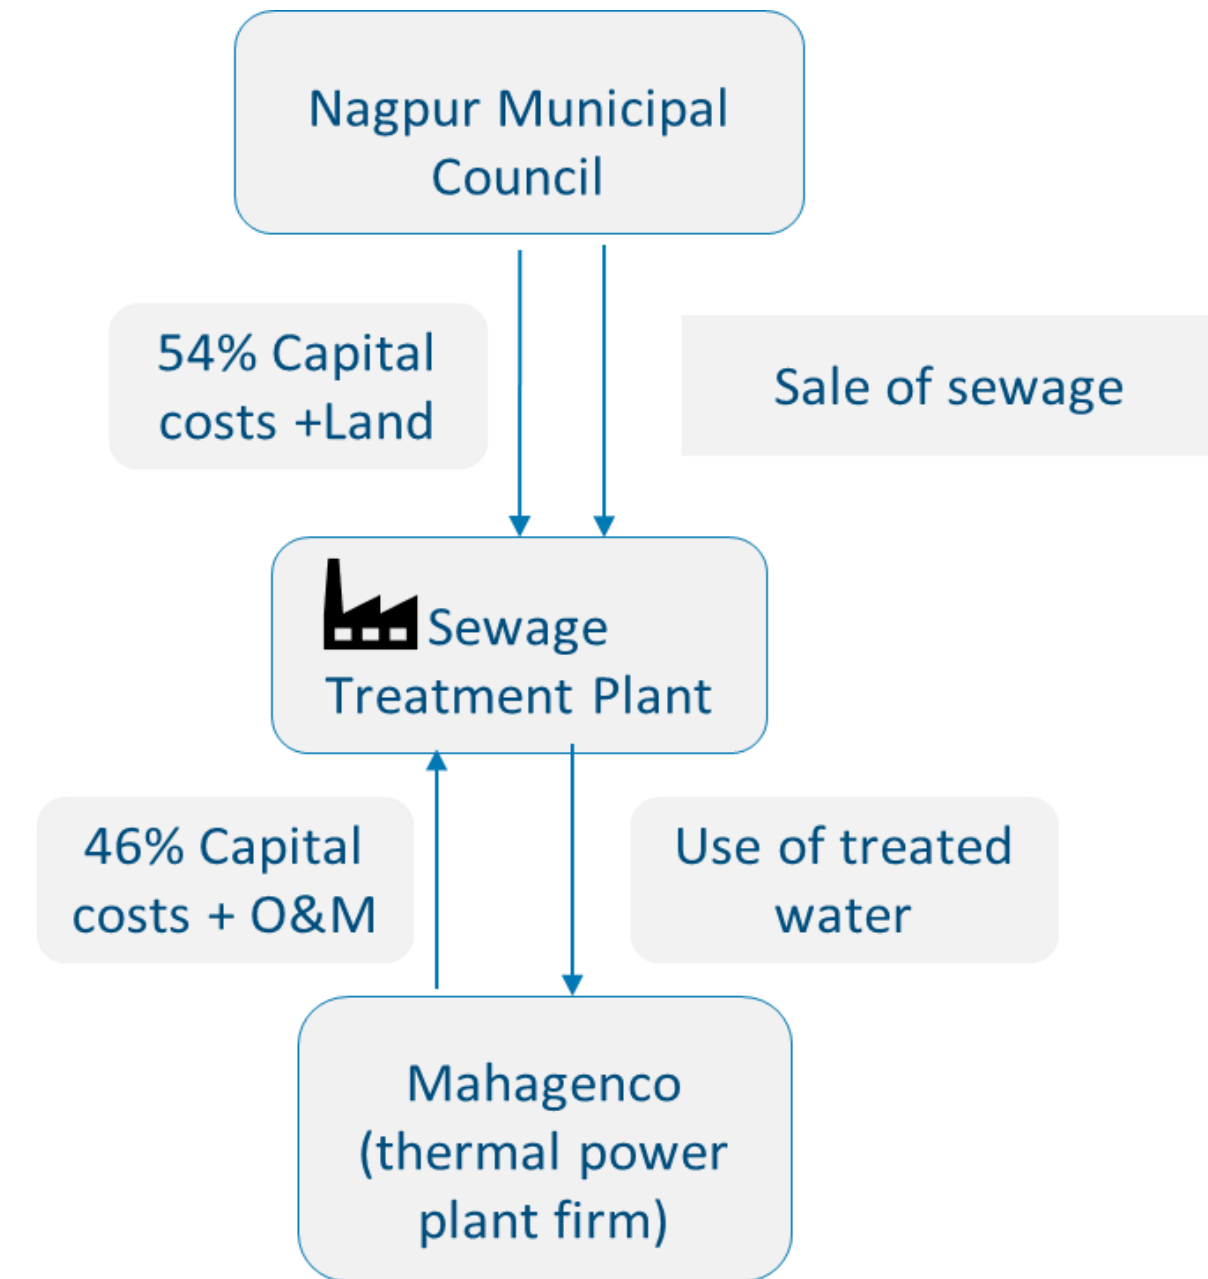 Nagpur Municipal
Council
54% Capital
costs +Land
Sale of sewage
Sewage
Treatment Plant
46% Capital
costs + O&M
Use of treated
water
Mahagenco
(thermal power
plant firm)